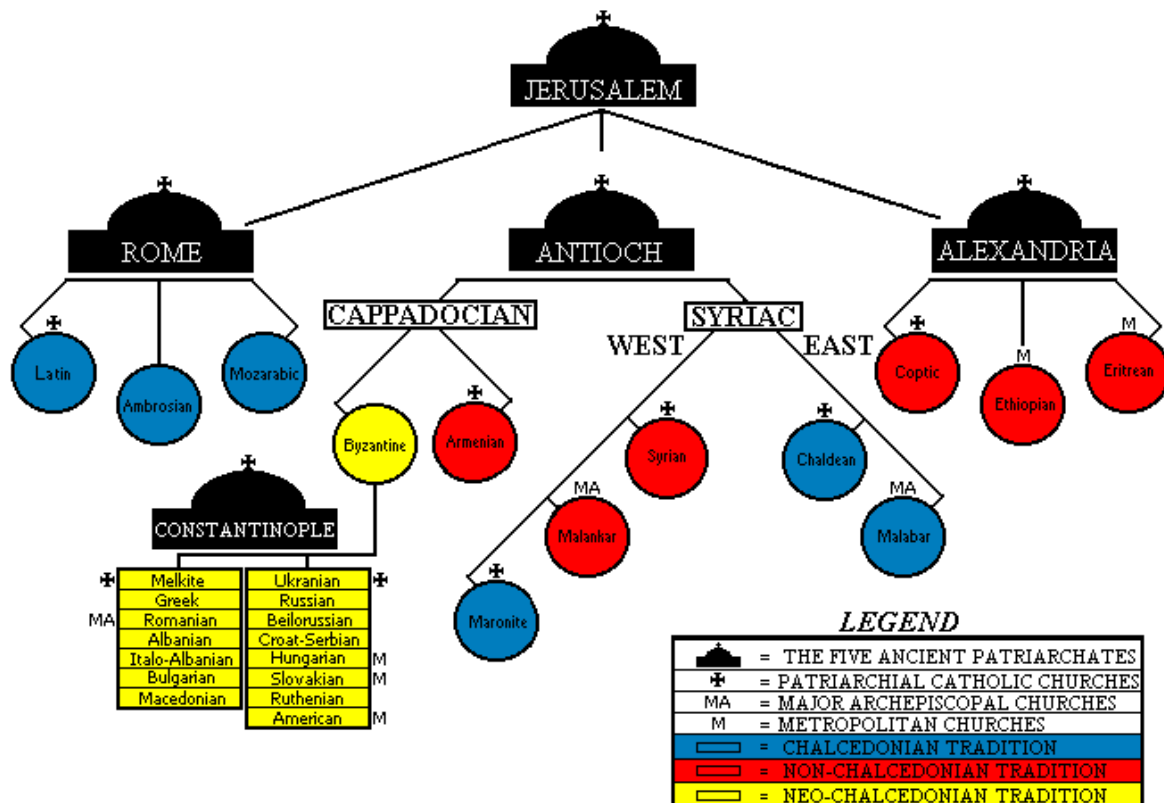 JERUSALEM
ROME
ANTIOCH
ALEXANDRIA
CAPPADOCIAN
SYRIAC
WEST
EAST
M
M
Latin
Ambrosian
Mozarabic
Byzantine
Armenian
Syrian
MA
Malankar
Maronite
Chaldean
MA
Malabar
Coptic
Ethiopian
Eritrean
CONSTANTINOPLE
Melkite
Greek
MA Romanian
Albanian
Italo-Albanian
Bulgarian
Macedonian
Ukranian
Russian
Beilorussian
Croat-Serbian
Hungarian M
Slovakian M
Ruthenian
American M
LEGEND
= THE FIVE ANCIENT PATRIARCHATES
= PATRIARCHIAL CATHOLIC CHURCHES
MA = MAJOR ARCHEPISCOPAL CHURCHES
M = METROPOLITAN CHURCHES
= CHALCEDONIAN TRADITION
= NON-CHALCEDONIAN TRADITION
= NEO-CHALCEDONIAN TRADITION